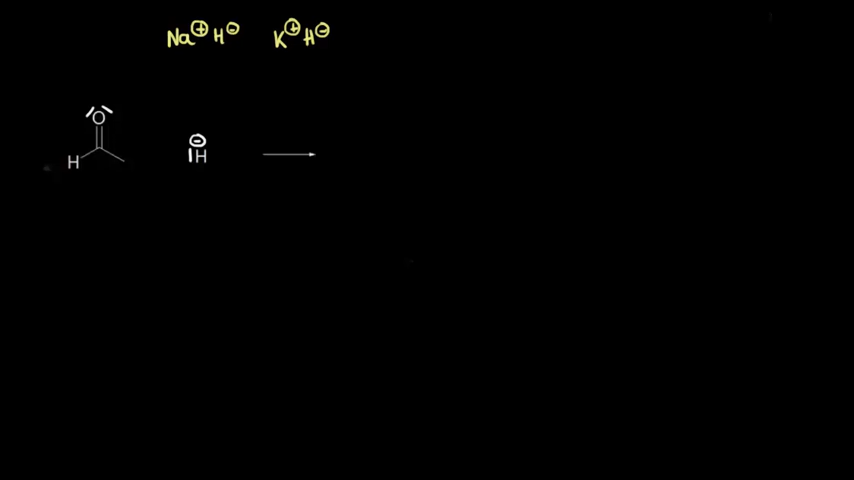 Na⊕ H⊖ K⊕ H⊖
O
H
⊖
|H